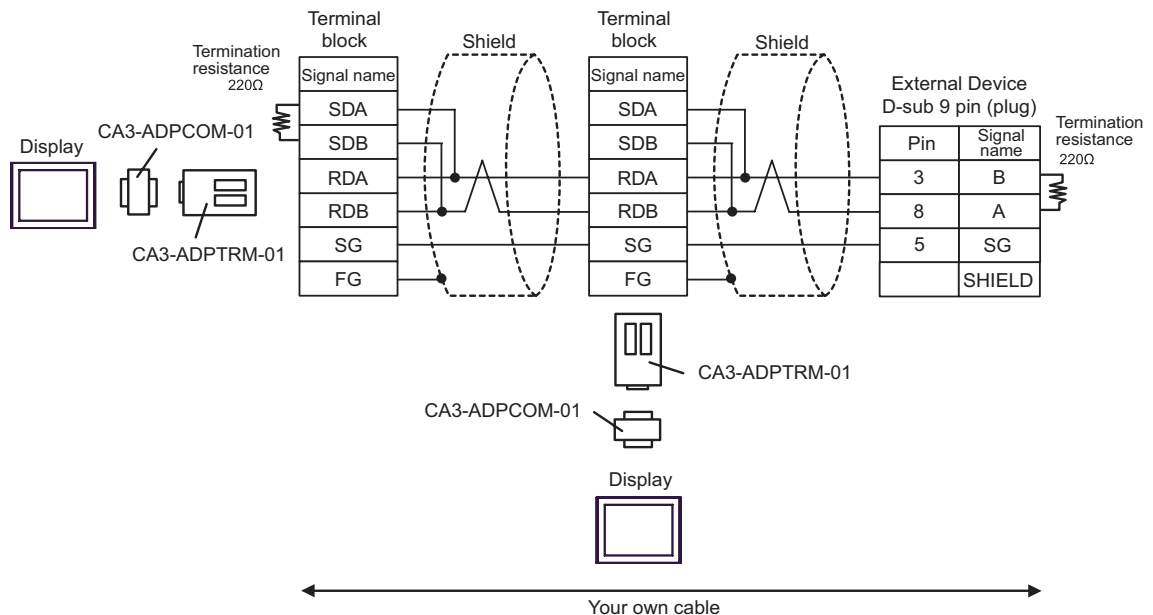 Terminal
block
Shield
Terminal
block
Shield
Termination
resistance
220Ω
Signal name
SDA
SDB
RDA
RDB
SG
FG
Signal name
SDA
SDB
RDA
RDB
SG
FG
External Device
D-sub 9 pin (plug)
Pin
Signal
name
3
B
8
A
5
SG
SHIELD
Termination
resistance
220Ω
Display
CA3-ADPCOM-01
CA3-ADPTRM-01
CA3-ADPTRM-01
CA3-ADPCOM-01
Display
Your own cable